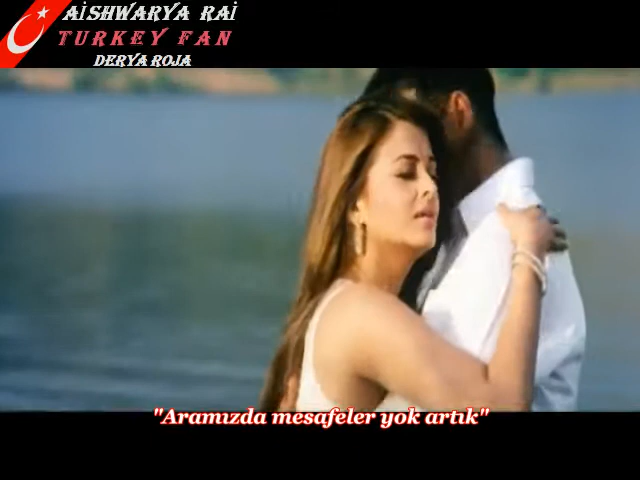 AİSHWARYA RAİ
TURKEY FAN
DERYA ROJA
"Aramızda mesafeler yok artık"